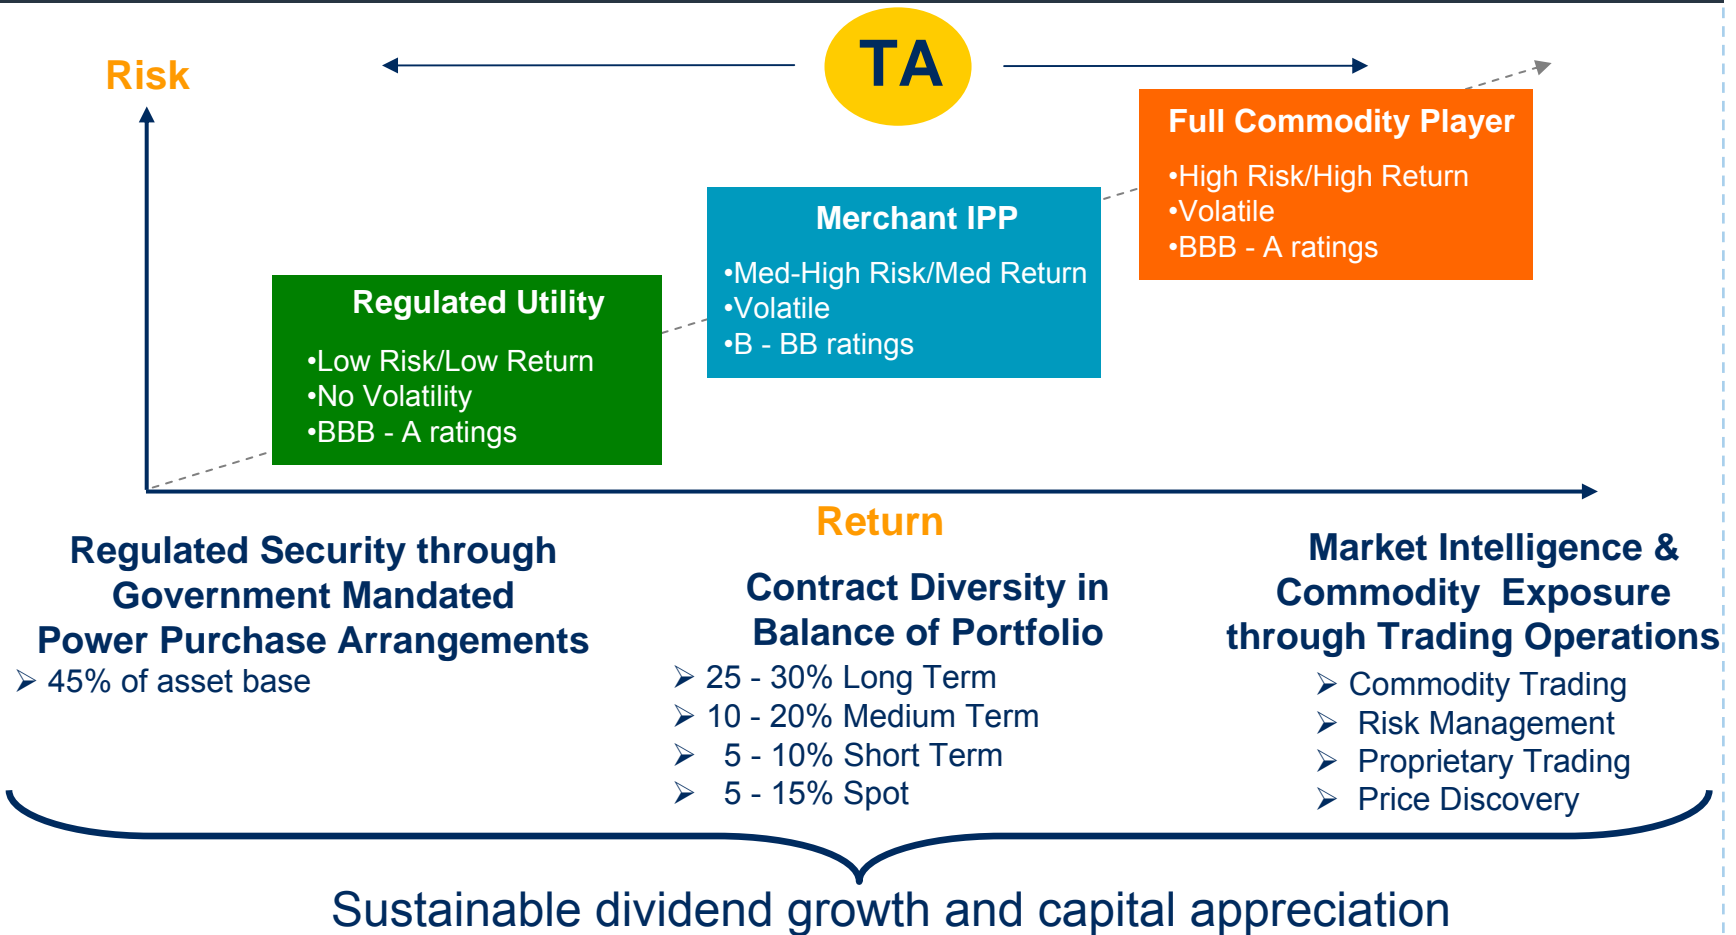 TA
Risk
Full Commodity Player
•High Risk/High Return
•Volatile
•BBB - A ratings
Merchant IPP
•Med-High Risk/Med Return
•Volatile
•B - BB ratings
Regulated Utility
•Low Risk/Low Return
•No Volatility
•BBB - A ratings
Return
Regulated Security through
Government Mandated
Power Purchase Arrangements
➢ 45% of asset base
Contract Diversity in
Balance of Portfolio
➢ 25 - 30% Long Term
➢ 10 - 20% Medium Term
➢ 5 - 10% Short Term
➢ 5 - 15% Spot
Market Intelligence &
Commodity Exposure
through Trading Operations
➢ Commodity Trading
➢ Risk Management
➢ Proprietary Trading
➢ Price Discovery
Sustainable dividend growth and capital appreciation